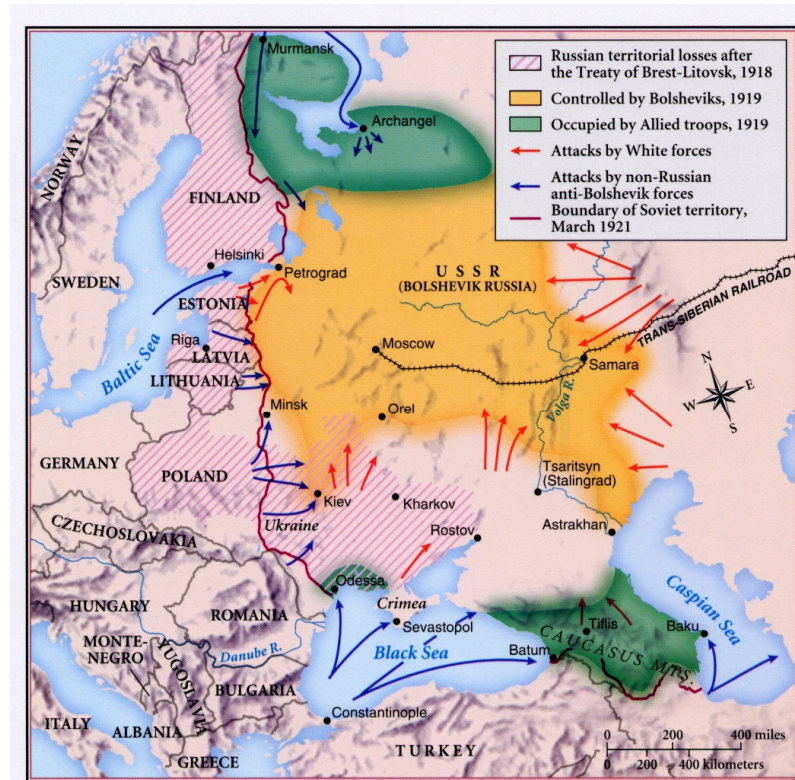 Murmansk
Archangel
Russian territorial losses after
the Treaty of Brest-Litovsk, 1918
Controlled by Bolsheviks, 1919
Occupied by Allied troops, 1919
Attacks by White forces
Attacks by non-Russian
anti-Bolshevik forces
Boundary of Soviet territory,
March 1921
NORWAY
FINLAND
SWEDEN
Helsinki
Petrograd
U S S R
(BOLSHEVIK RUSSIA)
ESTONIA
TRANS-SIBERIAN RAILROAD
Baltic Sea
Riga
LATVIA
LITHUANIA
Moscow
Samara
Volga R.
N
W
E
S
Minsk
Orel
GERMANY
POLAND
Tsaritsyn
(Stalingrad)
Kiev
Kharkov
Ukraine
Rostov
Astrakhan
CZECHOSLOVAKIA
Odessa
Caspian Sea
HUNGARY
ROMANIA
Crimea
Sevastopol
Tiflis
Baku
CAUCASUS MTS.
MONTE-
NEGRO
YUGOSLAVIA
Danube R.
Black Sea
Batum
BULGARIA
Constantinople
ITALY
ALBANIA
GREECE
TURKEY
0 200 400 miles
0 200 400 kilometers